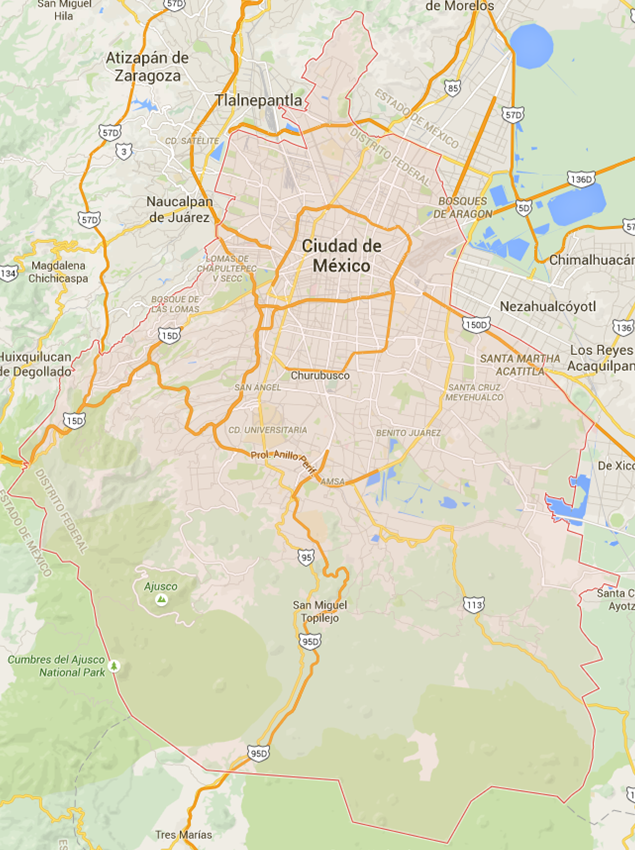 San Miguel
Hila
57D
de Morelos
Atizapán de
Zaragoza
85
Tlalnepantla
57D
ESTADO DE MÉXICO
DISTRITO FEDERAL
57D
3
CD. SATÉLITE
136D
Naucalpan
de Juárez
BOSQUES
DE ARAGON
5D
57D
57
Ciudad de
México
LOMAS DE
CHAPULTEPEC
V SECC
Chimalhuacán
134
Magdalena
Chichicaspa
BOSQUE DE
LAS LOMAS
Nezahualcóyotl
15D
150D
136
Huixquilucan
de Degollado
SANTA MARTHA
ACATITLA
Los Reyes
Acaquilpan
Churubusco
SAN ANGEL
SANTA CRUZ
MEYEHUALCO
15D
CD. UNIVERSITARIA
BENITO JUÁREZ
Prol. Anillo Perif
AMSA
De Xico
DISTRITO FEDERAL
ESTADO DE MÉXICO
95
Ajusco
113
San Miguel
Topilejo
Santa C
Ayotz
95D
Cumbres del Ajusco
National Park
95D
Tres Marías